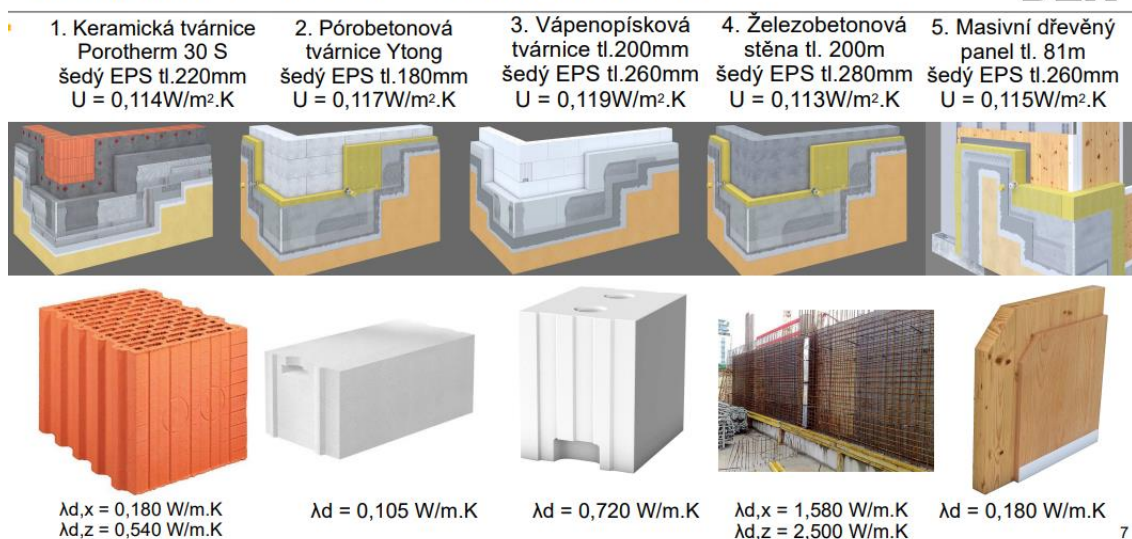 1. Keramická tvárnice
Porotherm 30 S
šedý EPS tl.220mm
U = 0,114W/m².K
2. Pórobetonová
tvárnice Ytong
šedý EPS tl.180mm
U = 0,117W/m².K
3. Vápenopísková
tvárnice tl.200mm
šedý EPS tl.260mm
U = 0,119W/m².K
4. Železobetonová
stěna tl. 200m
šedý EPS tl.280mm
U = 0,113W/m².K
5. Masivní dřevěný
panel tl. 81m
šedý EPS tl.260mm
U = 0,115W/m².K
λd,x = 0,180 W/m.K
λd,z = 0,540 W/m.K
λd = 0,105 W/m.K
λd = 0,720 W/m.K
λd,x = 1,580 W/m.K
λd,z = 2,500 W/m.K
λd = 0,180 W/m.K
7